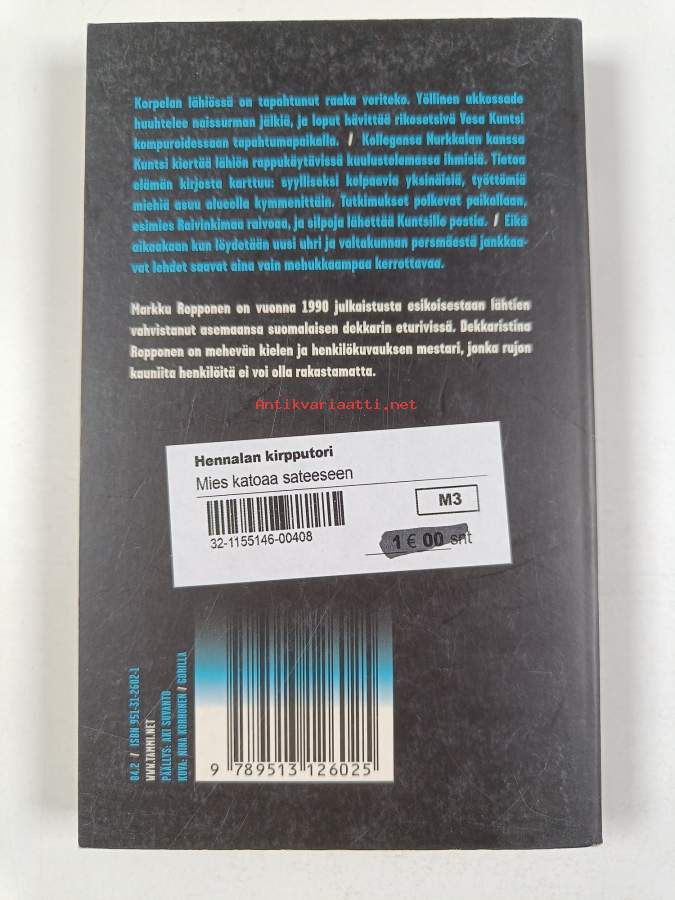 Korpelan lähiössä on tapahtunut raaka veriteko. Yöllinen ukkossade
huuhtelee naissurman jälkiä, ja loput hävittää rikosetsivä Vesa Kuntsi
kompuroidessaan tapahtumapaikalla. / Kollegansa Nurkkalan kanssa
Kuntsi kiertää lähiön rappukäytävissä kuulustelemassa ihmisiä. Tietoa
elämän kirjosta karttuu: syylliseksi kelpaavia yksinäisiä, työttömiä
miehiä asuu alueella kymmenittäin. Tutkimukset polkevat paikallaan,
esimies Raivinkimaa raivoaa, ja silpoja lähettää Kuntsille postia. / Eikä
aikaakaan kun löydetään uusi uhri ja valtakunnan persmäestä jankkaa-
vat lehdet saavat aina vain mehukkaampaa kerrottavaa.
Markku Ropponen on vuonna 1990 julkaistusta esikoisestaan lähtien
vahvistanut asemaansa suomalaisen dekkarin eturivissä. Dekkaristina
Ropponen on mehevän kielen ja henkilökuvauksen mestari, jonka rujon
kauniita henkilöitä ei voi olla rakastamatta.
Antikvariaatti.net
Hennalan kirpputori
Mies katoaa sateeseen
M3
32-1155146-00408
1 € 00 snt
84.2 / ISBN 951-31-2602-1
WWW.TAMMI.NET
PÄÄLLYS: AKI SUVANTO
KUVA: NINA KORHONEN / GORILLA
9 789513 126025